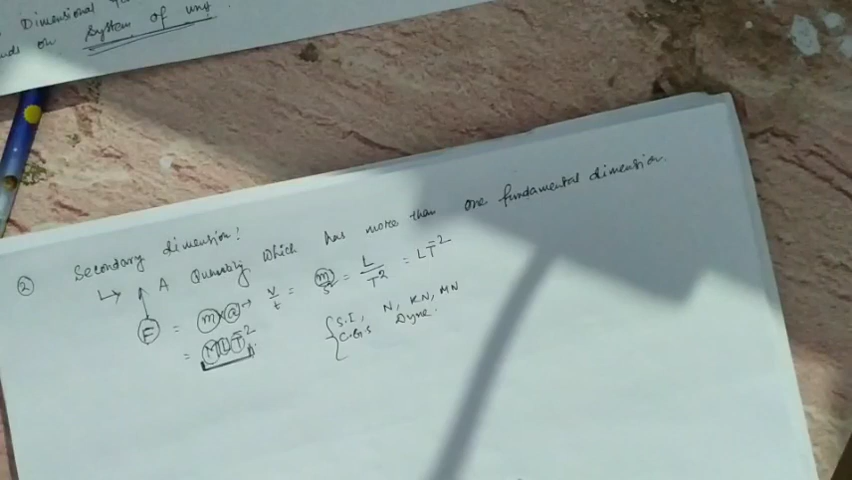 Dimensional
on System of
② Secondary dimension:
↳ A Quantity which has more than one fundamental dimension.
F = m × a → v/t = m/s² = L/T² = LT⁻²
= MLT⁻²
S.I, N, KN, MN
C.G.S Dyne.